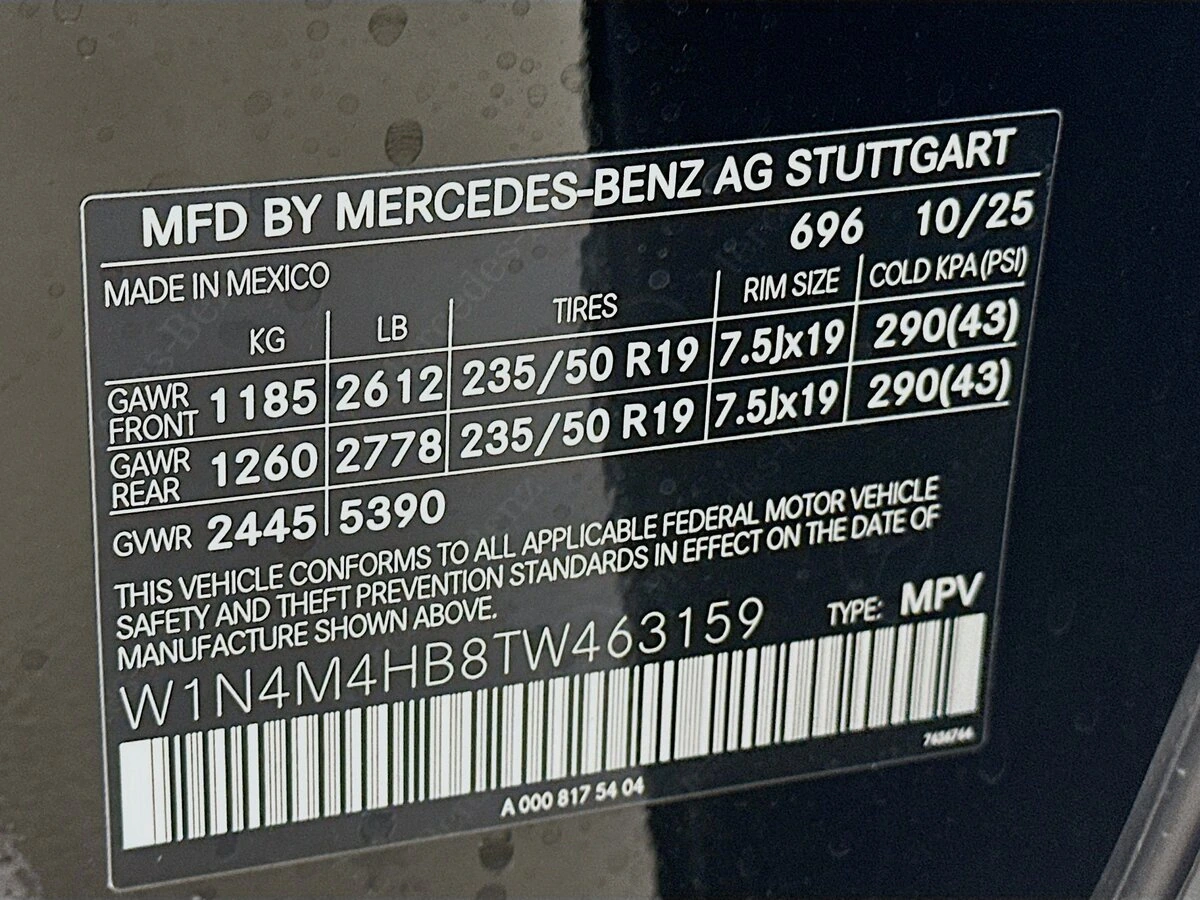 MFD BY MERCEDES-BENZ AG STUTTGART
696 10/25
MADE IN MEXICO
KG LB TIRES RIM SIZE COLD KPA (PSI)
GAWR FRONT 1185 2612 235/50 R19 7.5Jx19 290(43)
GAWR REAR 1260 2778 235/50 R19 7.5Jx19 290(43)
GVWR 2445 5390
THIS VEHICLE CONFORMS TO ALL APPLICABLE FEDERAL MOTOR VEHICLE
SAFETY AND THEFT PREVENTION STANDARDS IN EFFECT ON THE DATE OF
MANUFACTURE SHOWN ABOVE.
W1N4M4HB8TW463159 TYPE: MPV
A 000 817 54 04